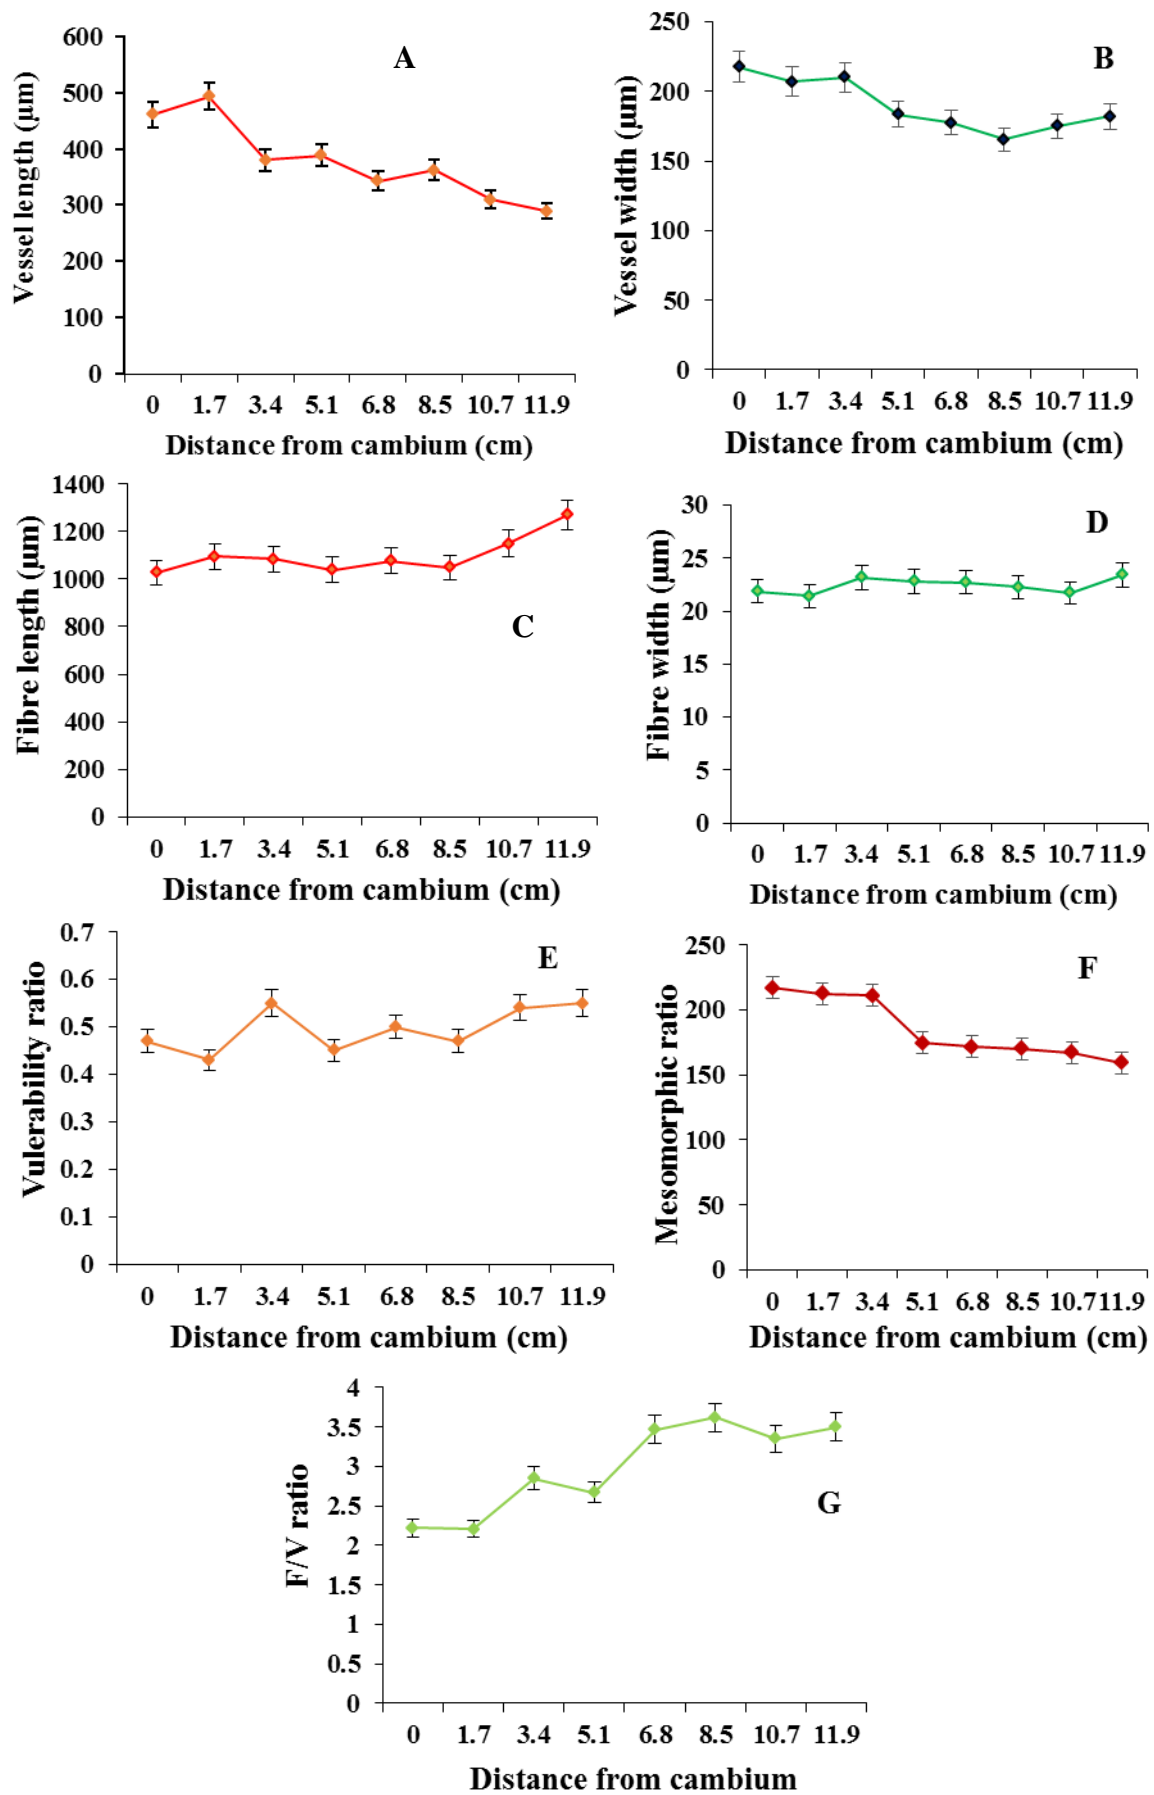 A
Vessel length (µm)
600
500
400
300
200
100
0
0 1.7 3.4 5.1 6.8 8.5 10.7 11.9
Distance from cambium (cm)
B
Vessel width (µm)
250
200
150
100
50
0
0 1.7 3.4 5.1 6.8 8.5 10.7 11.9
Distance from cambium (cm)
C
Fibre length (µm)
1400
1200
1000
800
600
400
200
0
0 1.7 3.4 5.1 6.8 8.5 10.7 11.9
Distance from cambium (cm)
D
Fibre width (µm)
30
25
20
15
10
5
0
0 1.7 3.4 5.1 6.8 8.5 10.7 11.9
Distance from cambium (cm)
E
Vulerability ratio
0.7
0.6
0.5
0.4
0.3
0.2
0.1
0
0 1.7 3.4 5.1 6.8 8.5 10.7 11.9
Distance from cambium (cm)
F
Mesomorphic ratio
250
200
150
100
50
0
0 1.7 3.4 5.1 6.8 8.5 10.7 11.9
Distance from cambium (cm)
G
F/V ratio
4
3.5
3
2.5
2
1.5
1
0.5
0
0 1.7 3.4 5.1 6.8 8.5 10.7 11.9
Distance from cambium